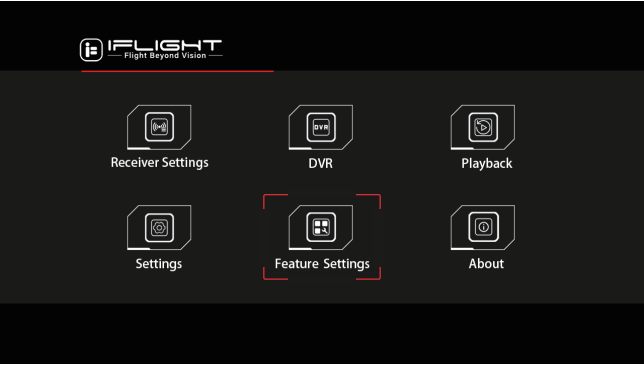 IFLIGHT
Flight Beyond Vision
Receiver Settings
DVR
DVR
Playback
Settings
Feature Settings
About